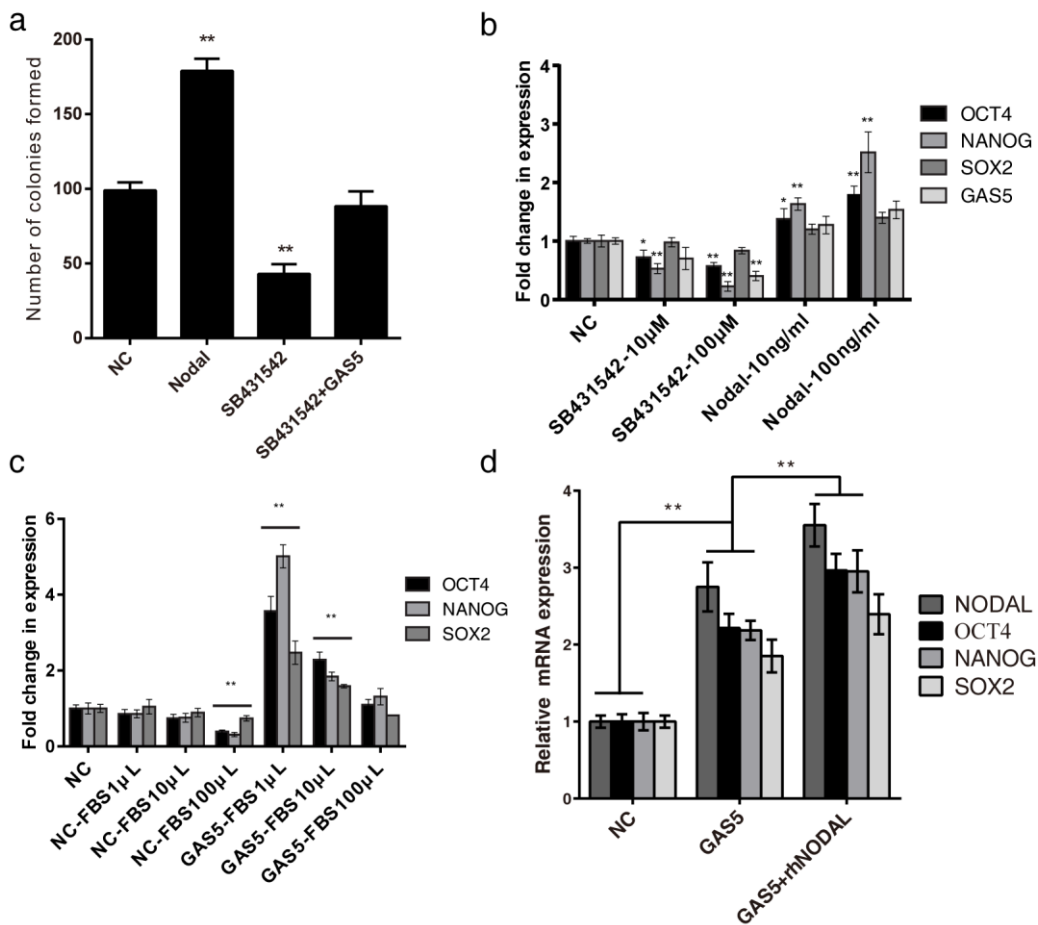 a
Number of colonies formed
200
150
100
50
0
**
**
NC
Nodal
SB431542
SB431542+GAS5
b
Fold change in expression
4
3
2
1
0
*
**
**
**
**
*
**
**
**
OCT4
NANOG
SOX2
GAS5
NC
SB431542-10µM
SB431542-100µM
Nodal-10ng/ml
Nodal-100ng/ml
c
Fold change in expression
6
4
2
0
**
**
**
OCT4
NANOG
SOX2
NC
NC-FBS1µL
NC-FBS10µL
NC-FBS100µL
GAS5-FBS1µL
GAS5-FBS10µL
GAS5-FBS100µL
d
Relative mRNA expression
4
3
2
1
0
**
**
NODAL
OCT4
NANOG
SOX2
NC
GAS5
GAS5+rhNODAL